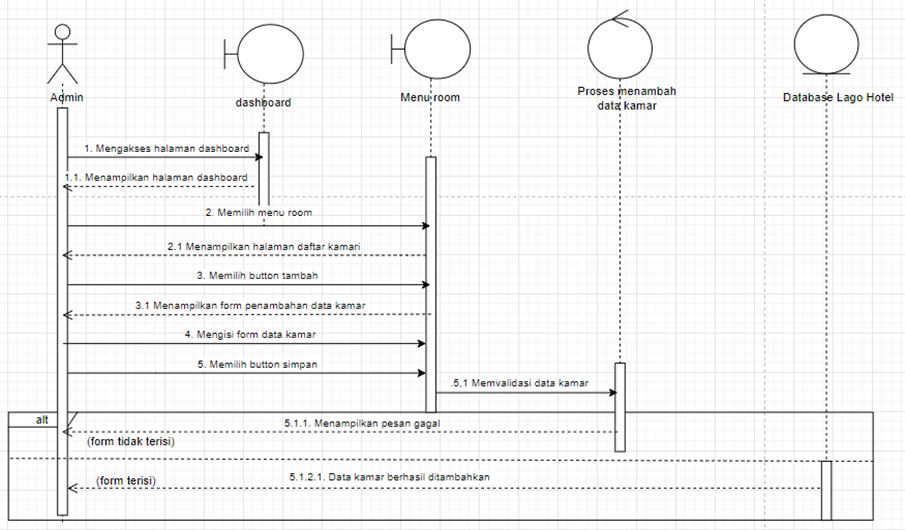 Admin
dashboard
Menu room
Proses menambah
data kamar
Database Lago Hotel
1. Mengakses halaman dashboard
1.1. Menampilkan halaman dashboard
2. Memilih menu room
2.1 Menampilkan halaman daftar kamari
3. Memilih button tambah
3.1 Menampilkan form penambahan data kamar
4. Mengisi form data kamar
5. Memilih button simpan
.5,1 Memvalidasi data kamar
alt
5.1.1. Menampilkan pesan gagal
(form tidak terisi)
(form terisi)
5.1.2.1. Data kamar berhasil ditambahkan